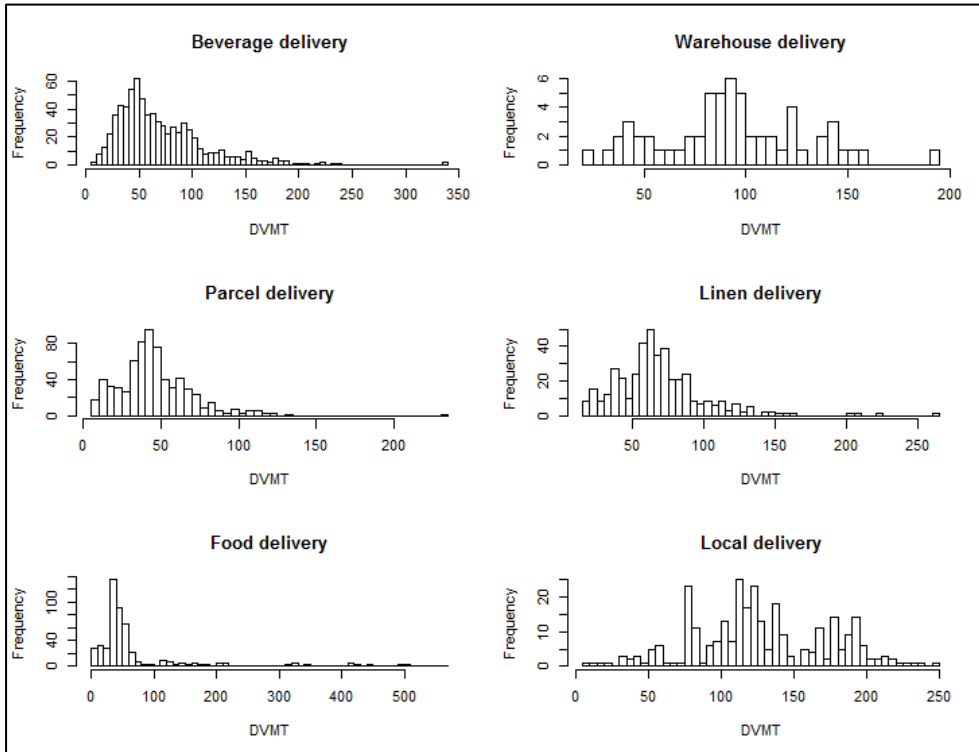 Beverage delivery
Frequency
0 20 40 60
0 50 100 150 200 250 300 350
DVMT
Warehouse delivery
Frequency
0 2 4 6
50 100 150 200
DVMT
Parcel delivery
Frequency
0 40 80
0 50 100 150 200
DVMT
Linen delivery
Frequency
0 20 40
50 100 150 200 250
DVMT
Food delivery
Frequency
0 40 100
0 100 200 300 400 500
DVMT
Local delivery
Frequency
0 10 20
0 50 100 150 200 250
DVMT